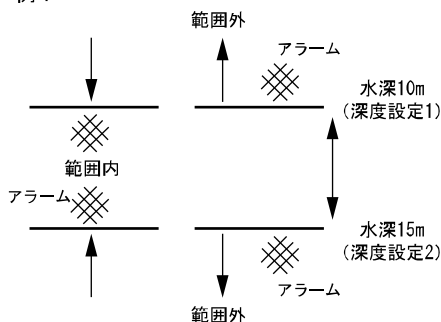 範囲外
アラーム
水深10m
(深度設定1)
範囲内
アラーム
水深15m
(深度設定2)
アラーム
範囲外